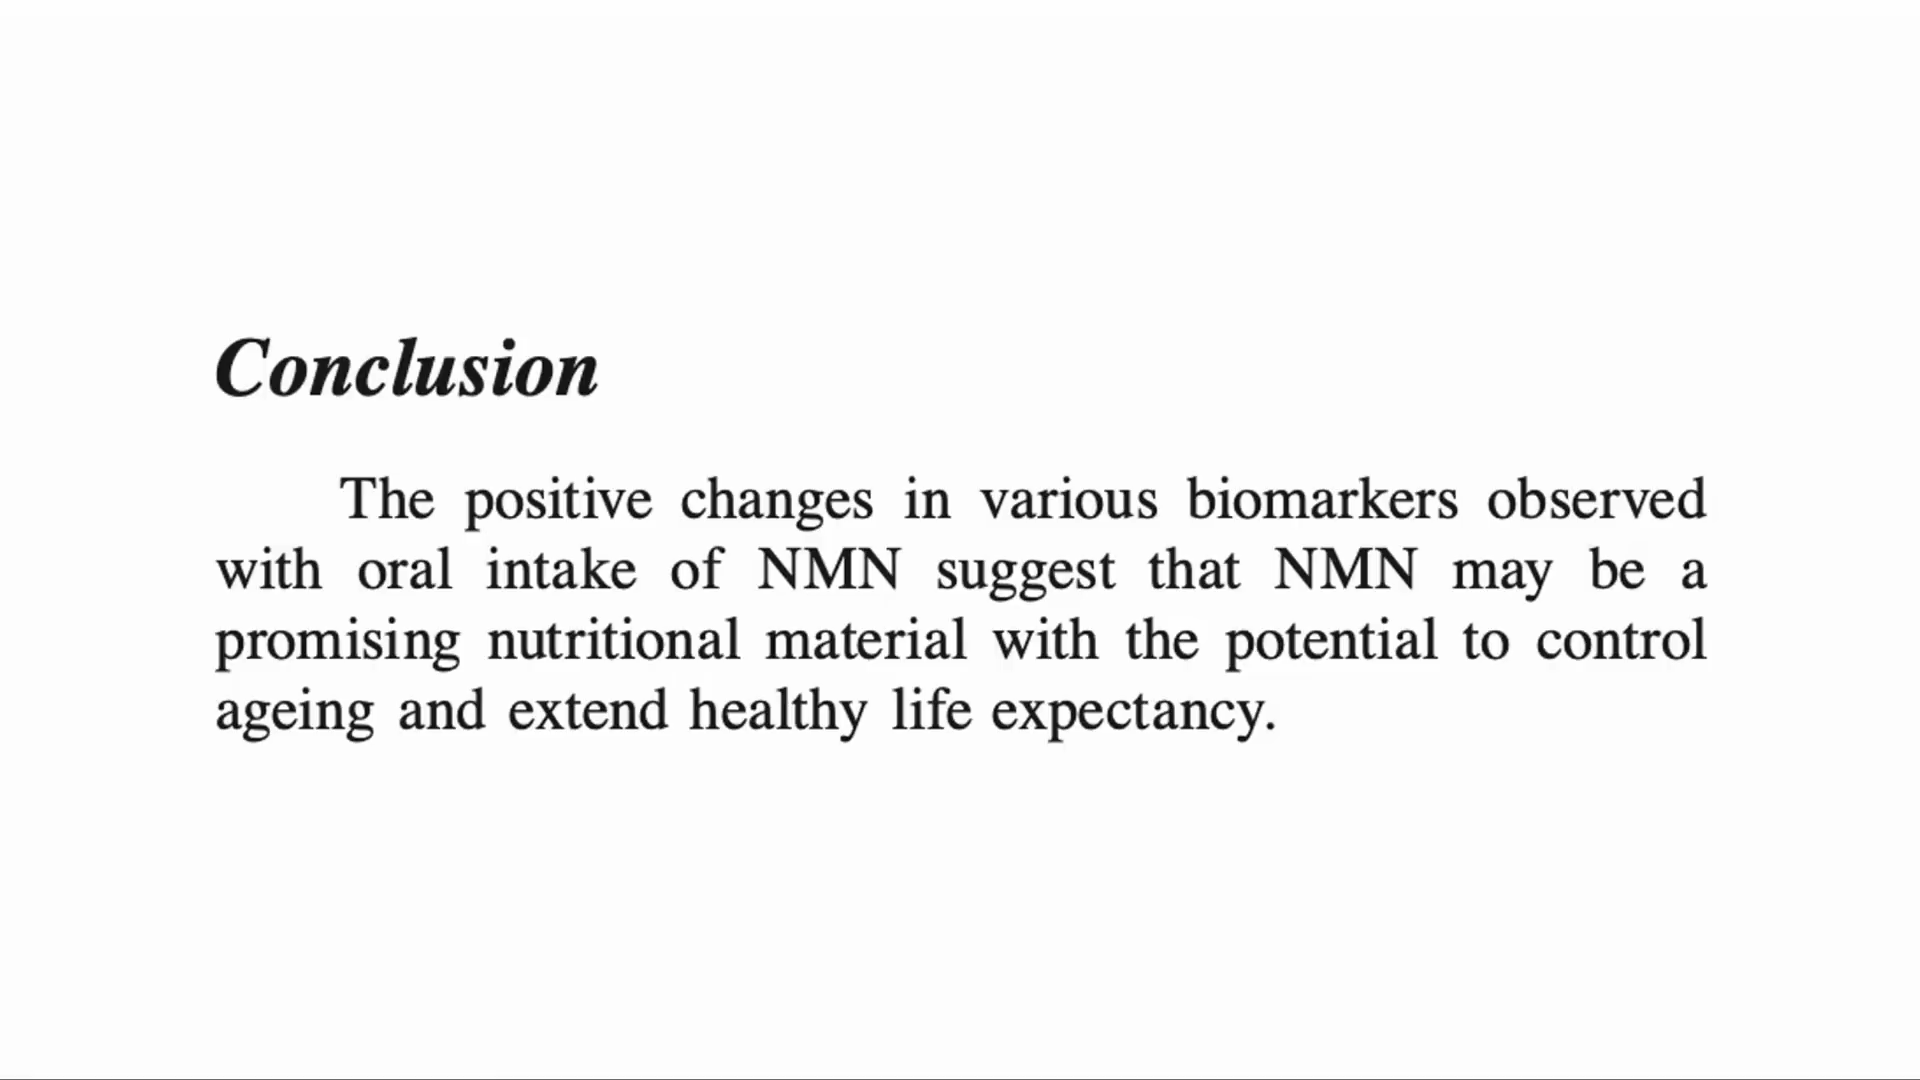 Conclusion
The positive changes in various biomarkers observed
with oral intake of NMN suggest that NMN may be a
promising nutritional material with the potential to control
ageing and extend healthy life expectancy.